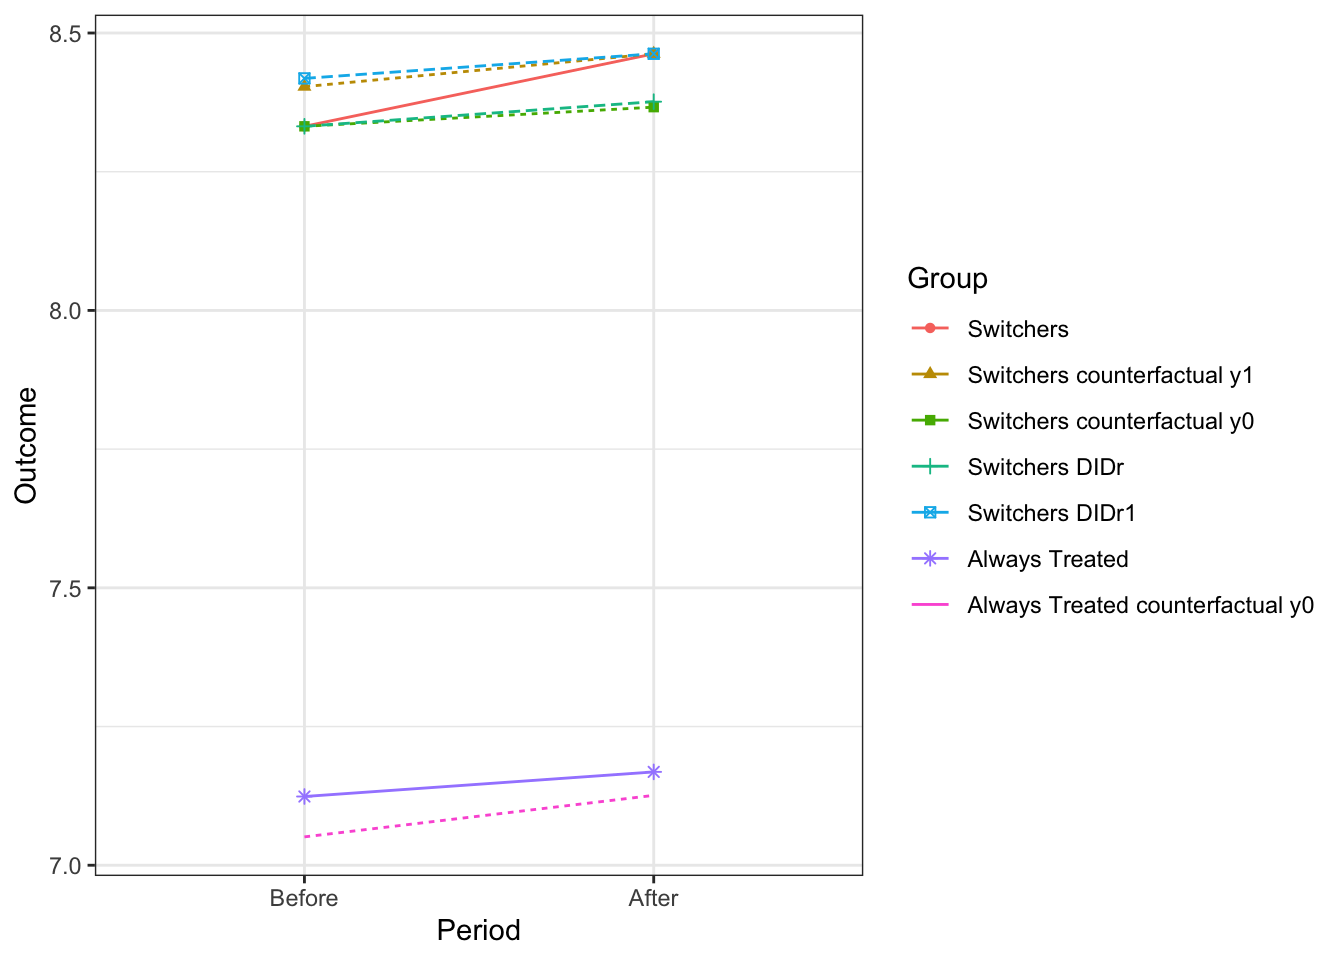 8.5
8.0
7.5
7.0
Outcome
Before
After
Period
Group
Switchers
Switchers counterfactual y1
Switchers counterfactual y0
Switchers DIDr
Switchers DIDr1
Always Treated
Always Treated counterfactual y0